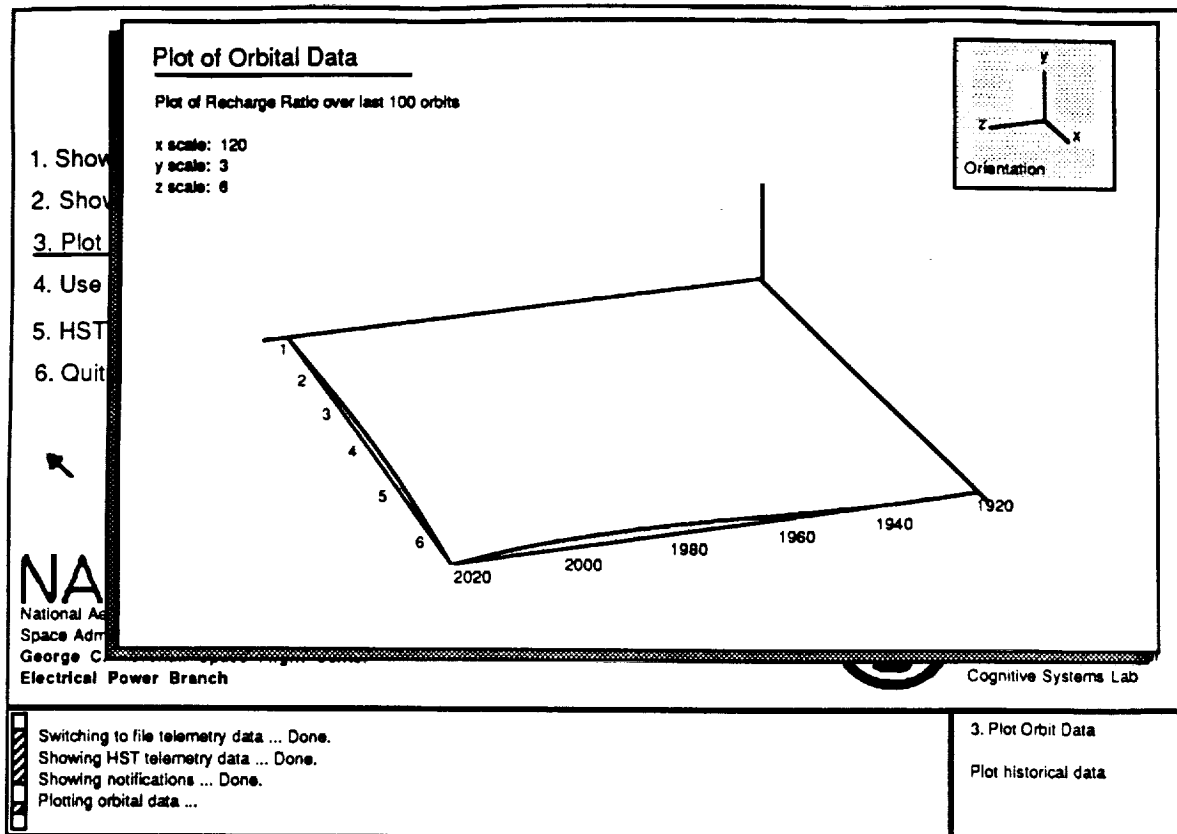 Plot of Orbital Data
Plot of Recharge Ratio over last 100 orbits
x scale: 120
y scale: 3
z scale: 6
y
z
x
Orientation
1. Show
2. Show
3. Plot
4. Use
5. HST
6. Quit
1
2
3
4
5
6
2020
2000
1980
1960
1940
1920
NA
National Ae
Space Adm
George C.
Electrical Power Branch
Cognitive Systems Lab
Switching to file telemetry data ... Done.
Showing HST telemetry data ... Done.
Showing notifications ... Done.
Plotting orbital data ...
3. Plot Orbit Data
Plot historical data